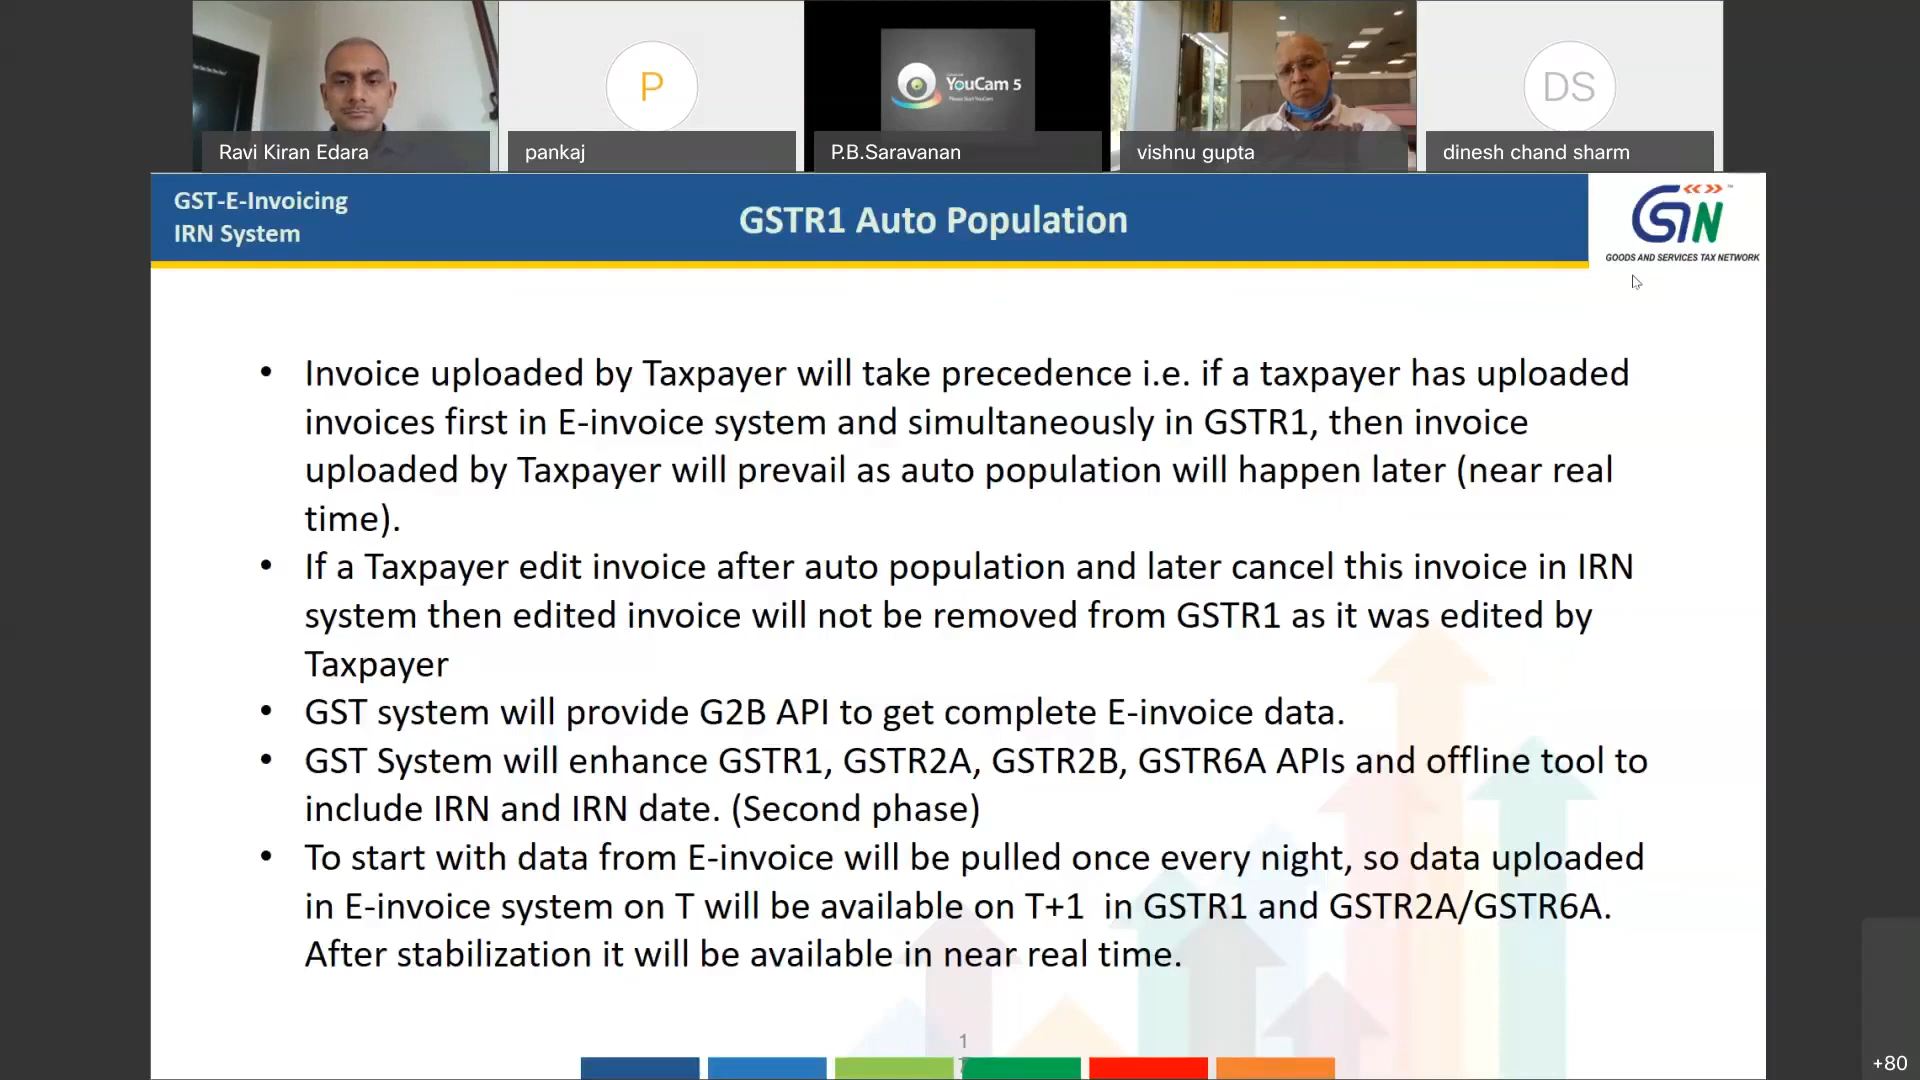 P
YouCam 5
DS
Ravi Kiran Edara
pankaj
P.B.Saravanan
vishnu gupta
dinesh chand sharm
GST-E-Invoicing
IRN System
GSTR1 Auto Population
GSTN
GOODS AND SERVICES TAX NETWORK
• Invoice uploaded by Taxpayer will take precedence i.e. if a taxpayer has uploaded
invoices first in E-invoice system and simultaneously in GSTR1, then invoice
uploaded by Taxpayer will prevail as auto population will happen later (near real
time).
• If a Taxpayer edit invoice after auto population and later cancel this invoice in IRN
system then edited invoice will not be removed from GSTR1 as it was edited by
Taxpayer
• GST system will provide G2B API to get complete E-invoice data.
• GST System will enhance GSTR1, GSTR2A, GSTR2B, GSTR6A APIs and offline tool to
include IRN and IRN date. (Second phase)
• To start with data from E-invoice will be pulled once every night, so data uploaded
in E-invoice system on T will be available on T+1 in GSTR1 and GSTR2A/GSTR6A.
After stabilization it will be available in near real time.
1
+80